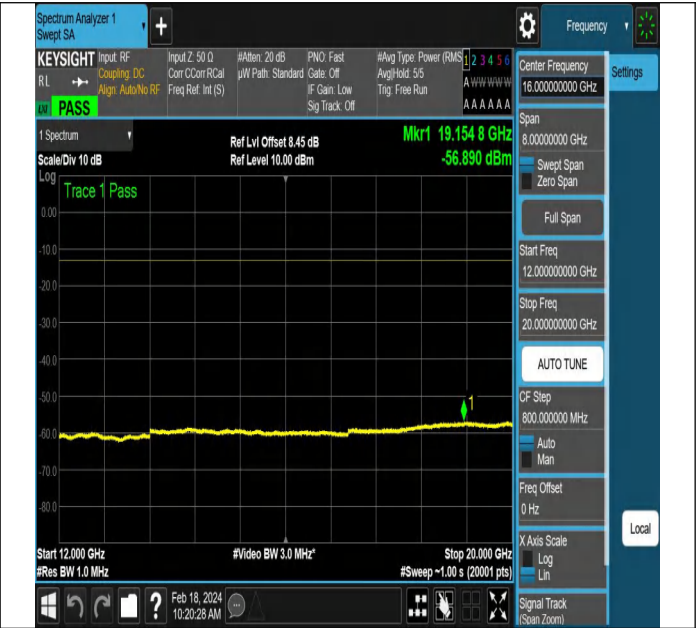 Spectrum Analyzer 1
Swept SA
+
Frequency
KEYSIGHT
RL
LXI
PASS
Input: RF
Coupling: DC
Align: Auto/No RF
Input Z: 50 Ω
Corr CCorr RCal
Freq Ref: Int (S)
#Atten: 20 dB
µW Path: Standard
PNO: Fast
Gate: Off
IF Gain: Low
Sig Track: Off
#Avg Type: Power (RMS
Avg|Hold: 5/5
Trig: Free Run
1 2 3 4 5 6
A W W W W W
A A A A A A
1 Spectrum
Scale/Div 10 dB
Ref Lvl Offset 8.45 dB
Ref Level 10.00 dBm
Mkr1 19.154 8 GHz
-56.890 dBm
Log
Trace 1 Pass
0.00
-10.0
-20.0
-30.0
-40.0
-50.0
-60.0
-70.0
-80.0
1
Start 12.000 GHz
#Res BW 1.0 MHz
#Video BW 3.0 MHz*
Stop 20.000 GHz
#Sweep ~1.00 s (20001 pts)
?
Feb 18, 2024
10:20:28 AM
Center Frequency
16.000000000 GHz
Span
8.00000000 GHz
Swept Span
Zero Span
Full Span
Start Freq
12.000000000 GHz
Stop Freq
20.000000000 GHz
AUTO TUNE
CF Step
800.000000 MHz
Auto
Man
Freq Offset
0 Hz
X Axis Scale
Log
Lin
Signal Track
(Span Zoom)
Settings
Local